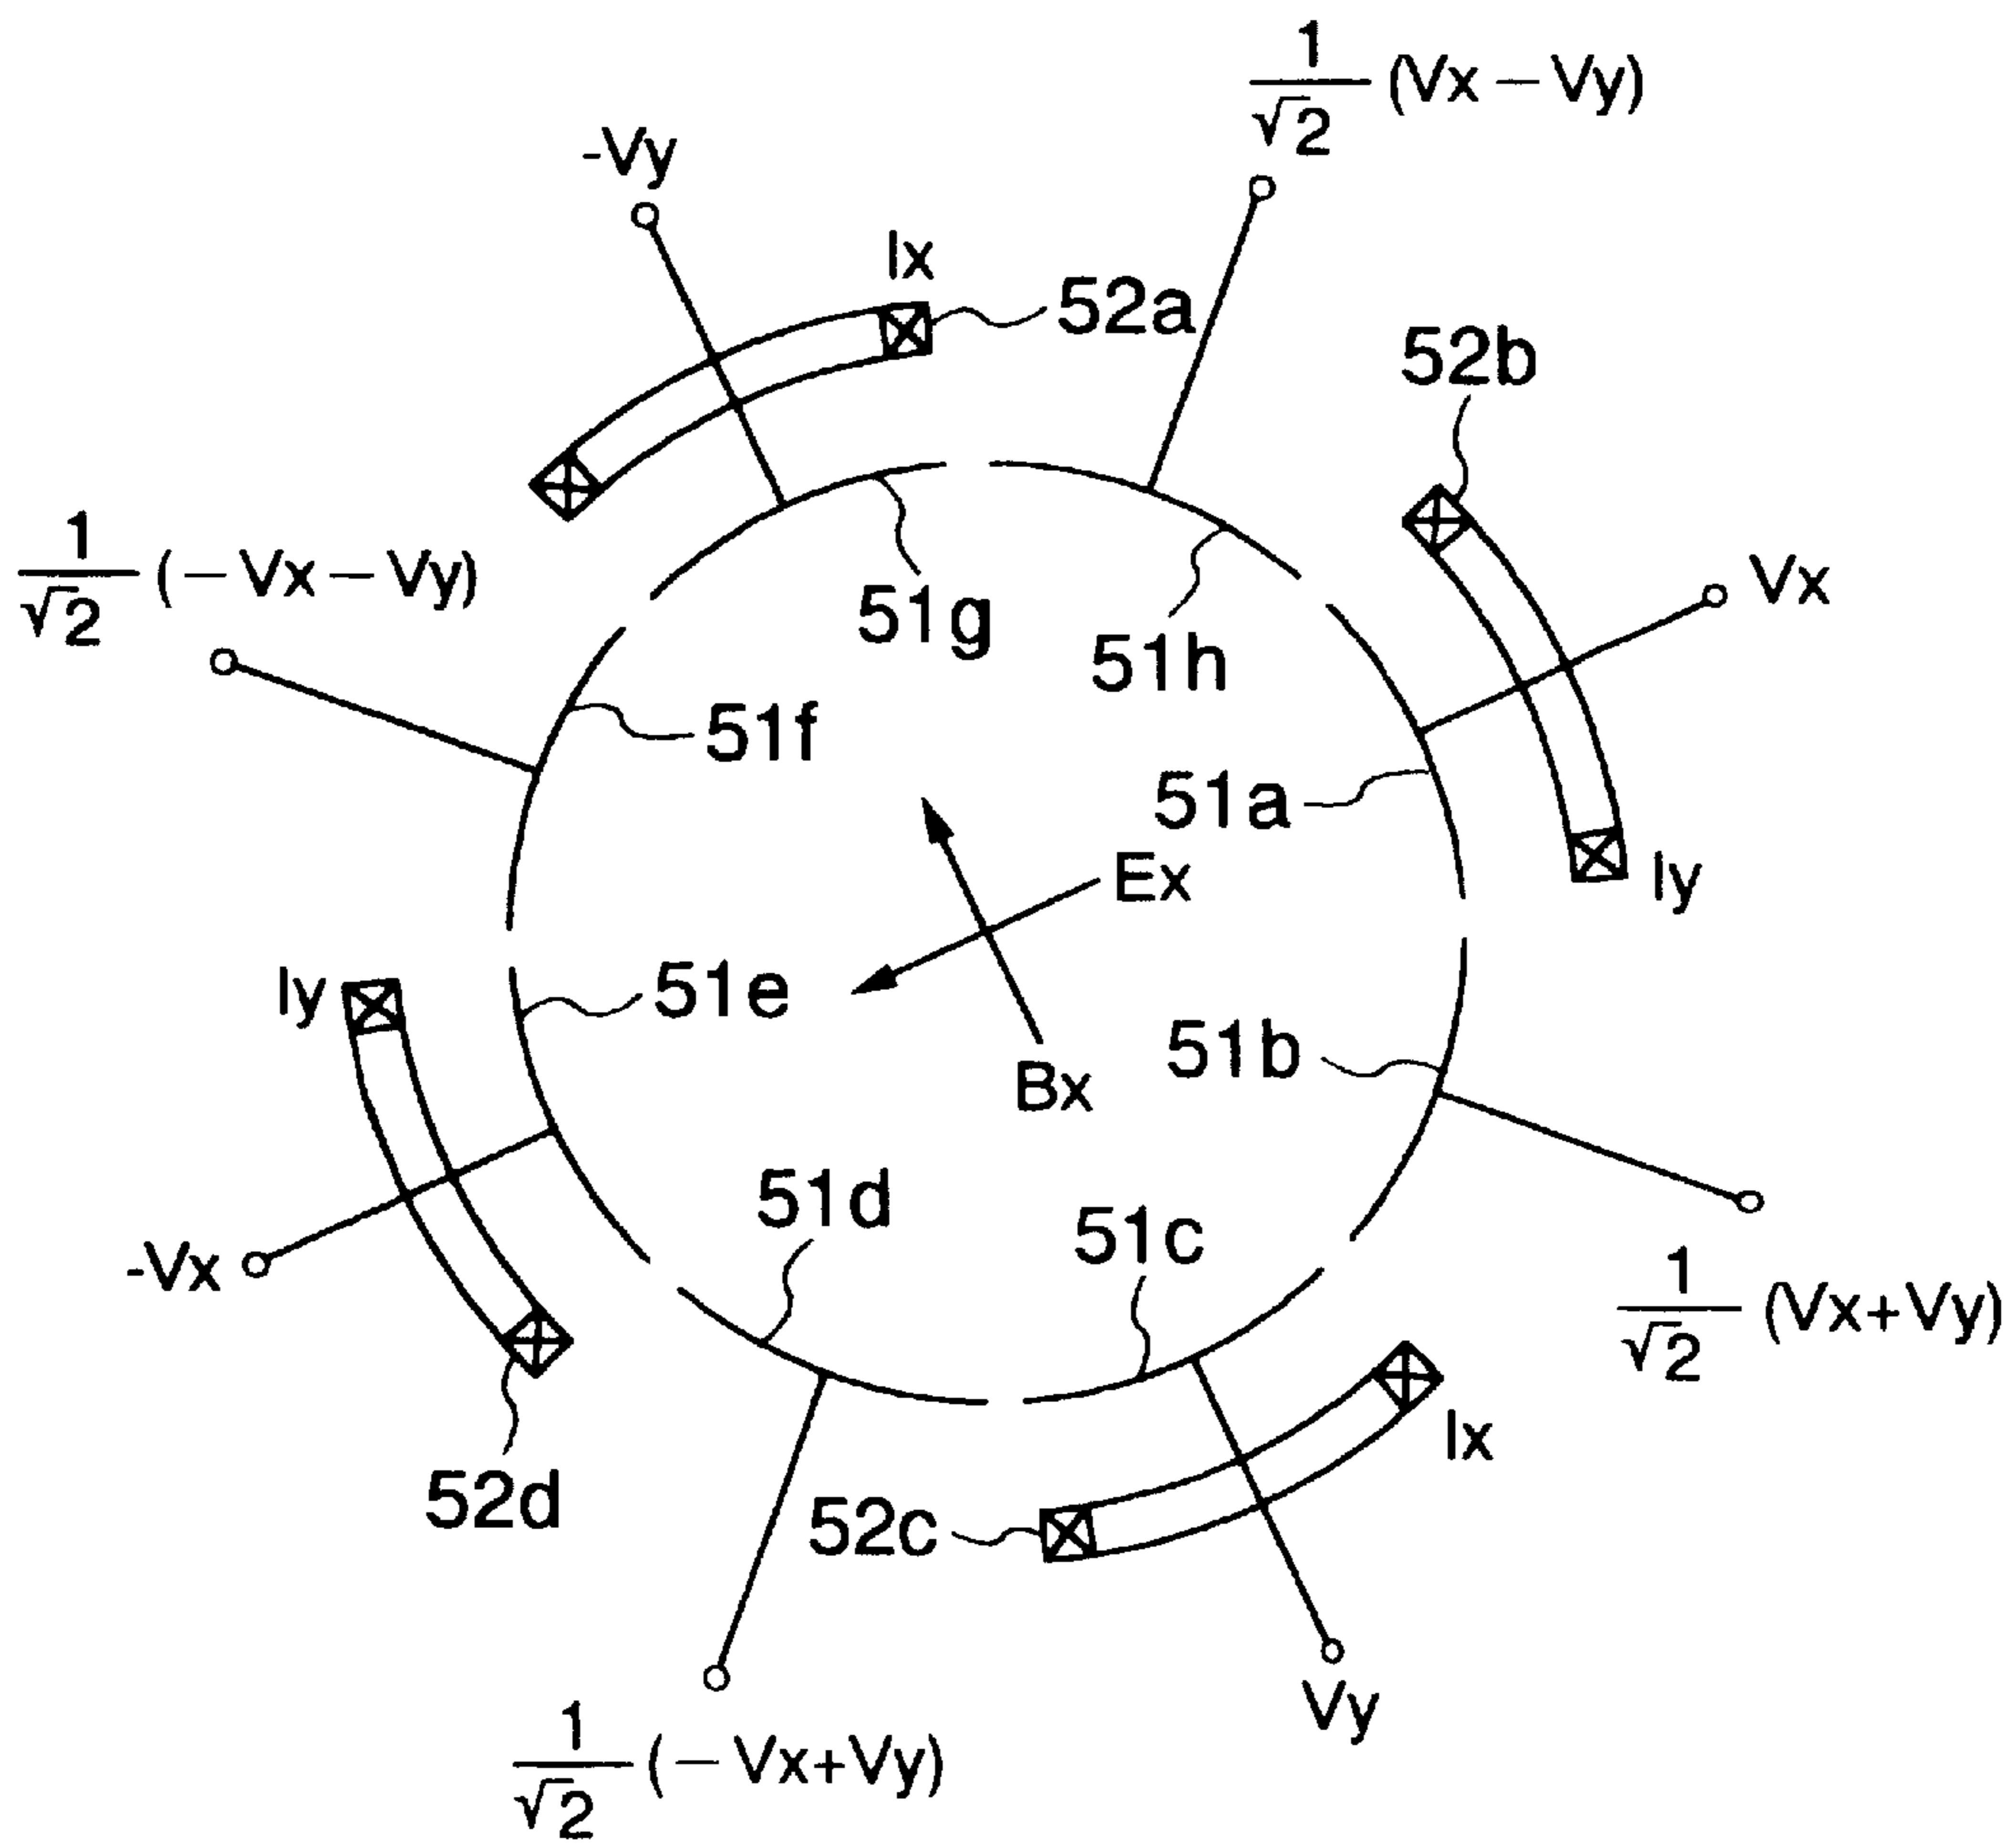 1/√2 (Vx − Vy)
-Vy
Ix
52a
52b
1/√2 (− Vx − Vy)
Vx
51g
51h
51f
51a
Ex
Iy
Iy
51e
51b
Bx
51d
51c
-Vx
1/√2 (Vx+Vy)
Ix
52d
52c
Vy
1/√2 (− Vx+Vy)